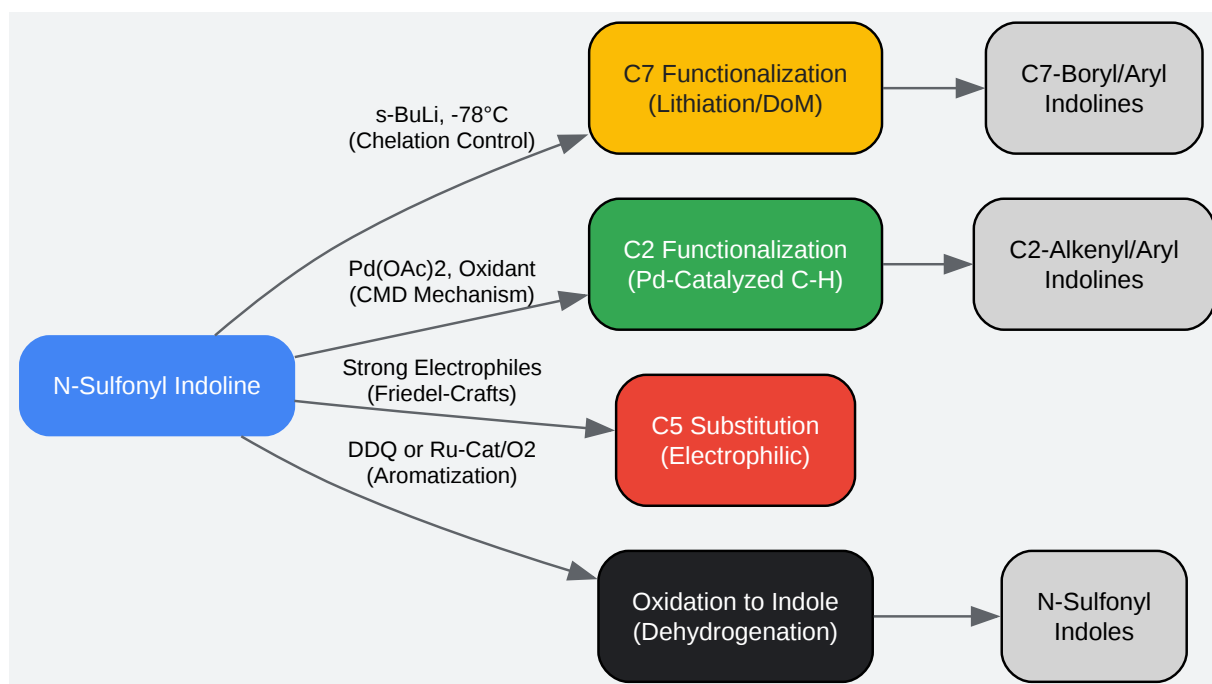 N-Sulfonyl Indoline
s-BuLi, -78°C
(Chelation Control)
C7 Functionalization
(Lithiation/DoM)
C7-Boryl/Aryl
Indolines
Pd(OAc)2, Oxidant
(CMD Mechanism)
C2 Functionalization
(Pd-Catalyzed C-H)
C2-Alkenyl/Aryl
Indolines
Strong Electrophiles
(Friedel-Crafts)
C5 Substitution
(Electrophilic)
DDQ or Ru-Cat/O2
(Aromatization)
Oxidation to Indole
(Dehydrogenation)
N-Sulfonyl
Indoles